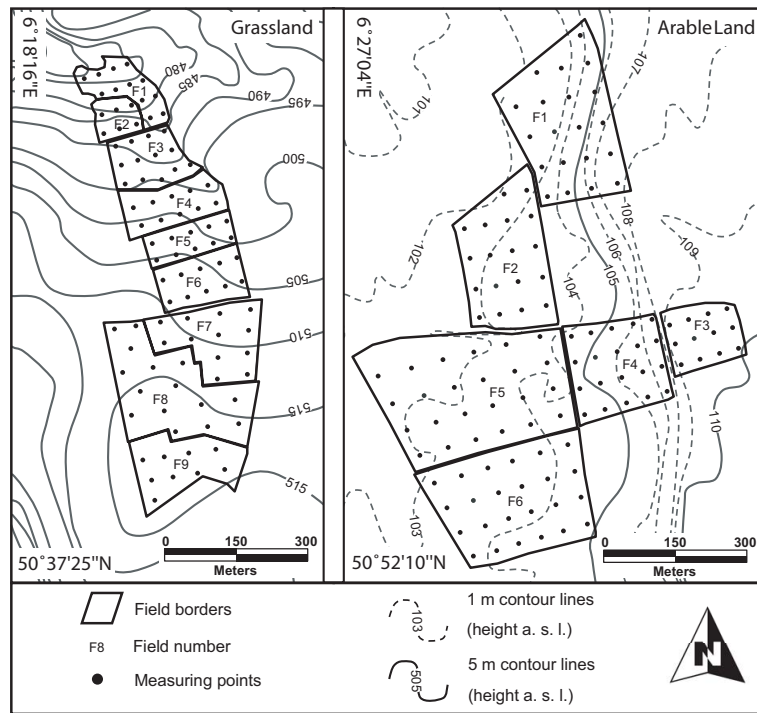 Grassland
6°18'16''E
480
485
490
495
500
505
510
515
515
F1
F2
F3
F4
F5
F6
F7
F8
F9
50°37'25''N
0 150 300
Meters
Arable Land
6°27'04''E
101
107
F1
108
102
F2
109
106
105
104
F3
F4
F5
110
F6
103
50°52'10''N
0 150 300
Meters
Field borders
F8 Field number
Measuring points
103
1 m contour lines
(height a. s. l.)
505
5 m contour lines
(height a. s. l.)
N